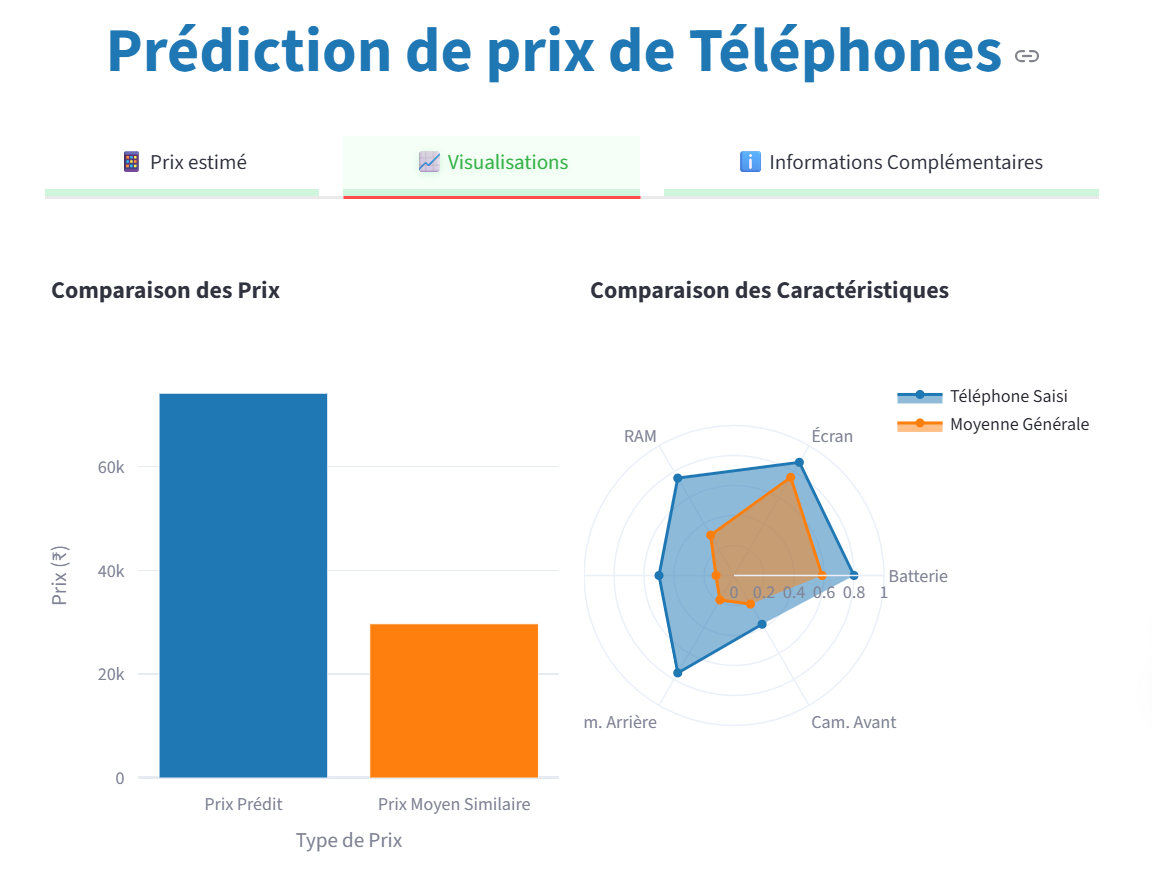 Prédiction de prix de Téléphones
Prix estimé
Visualisations
Informations Complémentaires
Comparaison des Prix
Prix (₹)
60k
40k
20k
0
Prix Prédit
Prix Moyen Similaire
Type de Prix
Comparaison des Caractéristiques
Téléphone Saisi
Moyenne Générale
RAM
Écran
Batterie
0 0.2 0.4 0.6 0.8 1
m. Arrière
Cam. Avant